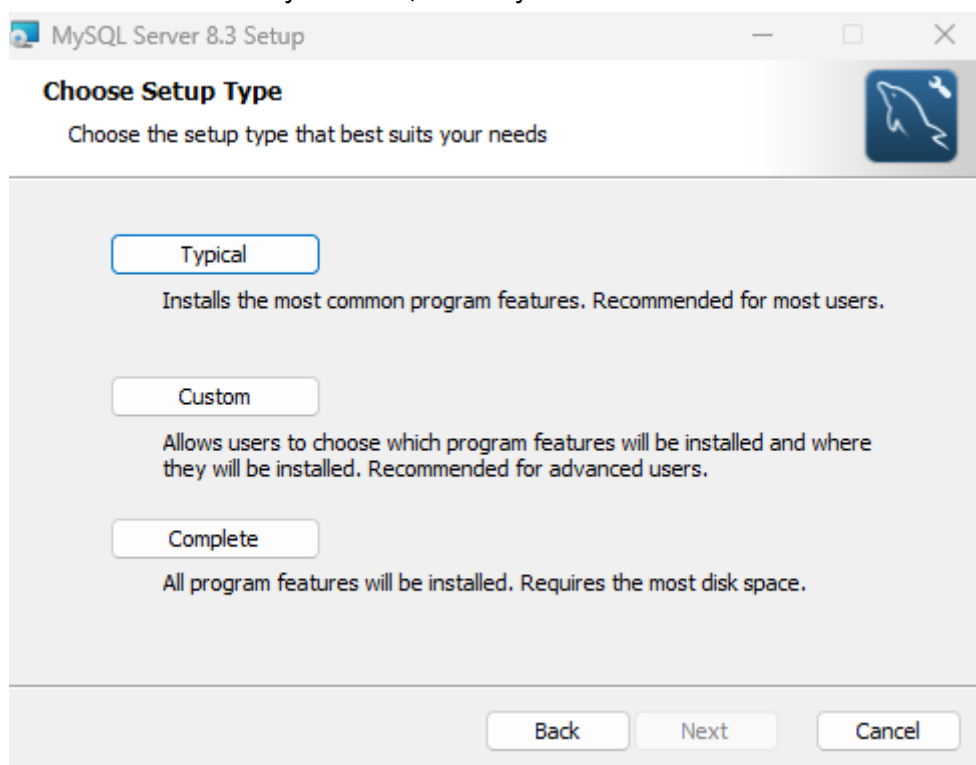 MySQL Server 8.3 Setup
Choose Setup Type
Choose the setup type that best suits your needs
Typical
Installs the most common program features. Recommended for most users.
Custom
Allows users to choose which program features will be installed and where
they will be installed. Recommended for advanced users.
Complete
All program features will be installed. Requires the most disk space.
Back Next Cancel